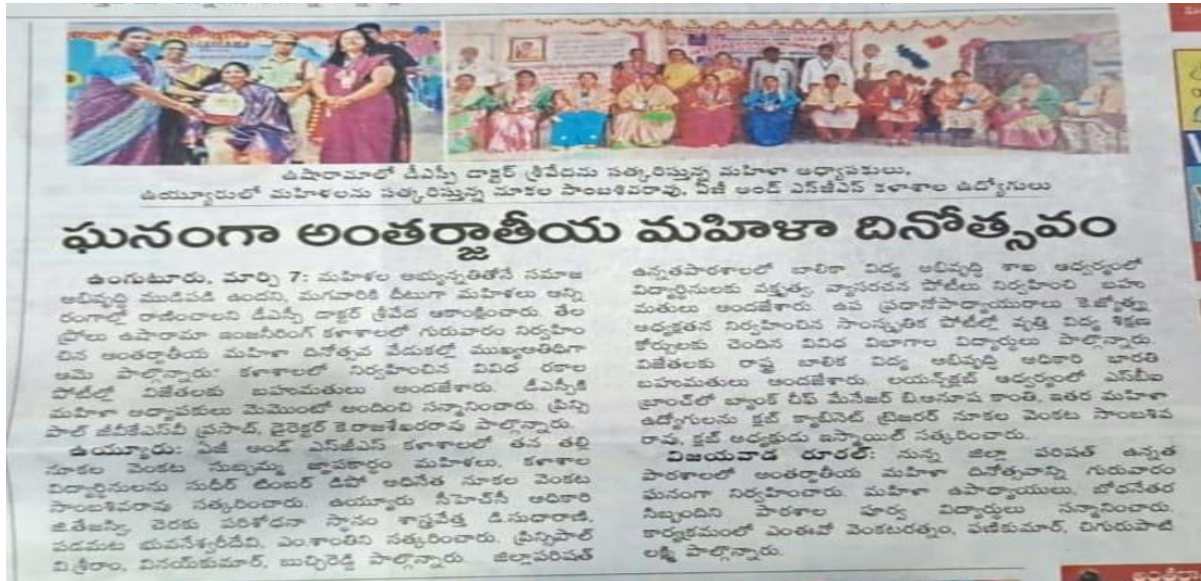 ఉషారామాలో డీఎస్పీ డాక్టర్ శ్రీవేదను సత్కరిస్తున్న మహిళా అధ్యాపకులు,
ఉయ్యూరులో మహిళలను సత్కరిస్తున్న నూకల సాంబశివరావు, ఏజీ అండ్ ఎస్‌జీఎస్ కళాశాల ఉద్యోగులు
ఘనంగా అంతర్జాతీయ మహిళా దినోత్సవం
ఉంగుటూరు, మార్చి 7: మహిళల అభ్యున్నతితోనే సమాజ
అభివృద్ధి ముడిపడి ఉందని, మగవారికి దీటుగా మహిళలు అన్ని
రంగాల్లో రాణించాలని డీఎస్పీ డాక్టర్ శ్రీవేద ఆకాంక్షించారు. తేల
ప్రోలు ఉషారామా ఇంజనీరింగ్ కళాశాలలో గురువారం నిర్వహిం
చిన అంతర్జాతీయ మహిళా దినోత్సవ వేడుకల్లో ముఖ్యఅతిథిగా
ఆమె పాల్గొన్నారు. కళాశాలలో నిర్వహించిన వివిధ రకాల
పోటీల్లో విజేతలకు బహుమతులు అందజేశారు. డీఎస్పీకి
మహిళా అధ్యాపకులు మెమొంటో అందించి సన్మానించారు. ప్రిన్సి
పాల్ జీవీకేఎస్‌వీ ప్రసాద్, డైరెక్టర్ కె.రాజశేఖరరావు పాల్గొన్నారు.
ఉయ్యూరు: ఏజీ అండ్ ఎస్‌జీఎస్ కళాశాలలో తన తల్లి
నూకల వెంకట సుబ్బమ్మ జ్ఞాపకార్థం మహిళలు, కళాశాల
విద్యార్థినులను సుధీర్ టింబర్ డిపో అధినేత నూకల వెంకట
సాంబశివరావు సత్కరించారు. ఉయ్యూరు సీహెచ్‌సీ అధికారి
జి.తేజస్వి, చెరకు పరిశోధనా స్థానం శాస్త్రవేత్త డి.సుధారాణి,
పడమట భువనేశ్వరీదేవి, ఎం.శాంతిని సత్కరించారు. ప్రిన్సిపాల్
వి.శ్రీరాం, వినయ్‌కుమార్, బుచ్చిరెడ్డి పాల్గొన్నారు. జిల్లాపరిషత్
ఉన్నతపాఠశాలలో బాలికా విద్య అభివృద్ధి శాఖ ఆధ్వర్యంలో
విద్యార్థినులకు వక్తృత్వ, వ్యాసరచన పోటీలు నిర్వహించి బహు
మతులు అందజేశారు. ఉప ప్రధానోపాధ్యాయురాలు కె.జ్యోత్స్న
అధ్యక్షతన నిర్వహించిన సాంస్కృతిక పోటీల్లో వృత్తి విద్య శిక్షణ
కోర్సులకు చెందిన వివిధ విభాగాల విద్యార్థులు పాల్గొన్నారు.
విజేతలకు రాష్ట్ర బాలిక విద్య అభివృద్ధి అధికారి భారతి
బహుమతులు అందజేశారు. లయన్స్‌క్లబ్ ఆధ్వర్యంలో ఎస్‌బీఐ
బ్రాంచ్‌లో బ్యాంక్ చీఫ్ మేనేజర్ బి.అనూష కాంతి, ఇతర మహిళా
ఉద్యోగులను క్లబ్ క్యాబినెట్ ట్రెజరర్ నూకల వెంకట సాంబశివ
రావు, క్లబ్ అధ్యక్షుడు ఇస్మాయిల్ సత్కరించారు.
విజయవాడ రూరల్: నున్న జిల్లా పరిషత్ ఉన్నత
పాఠశాలలో అంతర్జాతీయ మహిళా దినోత్సవాన్ని గురువారం
ఘనంగా నిర్వహించారు. మహిళా ఉపాధ్యాయులు, బోధనేతర
సిబ్బందిని పాఠశాల పూర్వ విద్యార్థులు సన్మానించారు.
కార్యక్రమంలో ఎంఈవో వెంకటరత్నం, ఫణికుమార్, చిగురుపాటి
లక్ష్మి పాల్గొన్నారు.